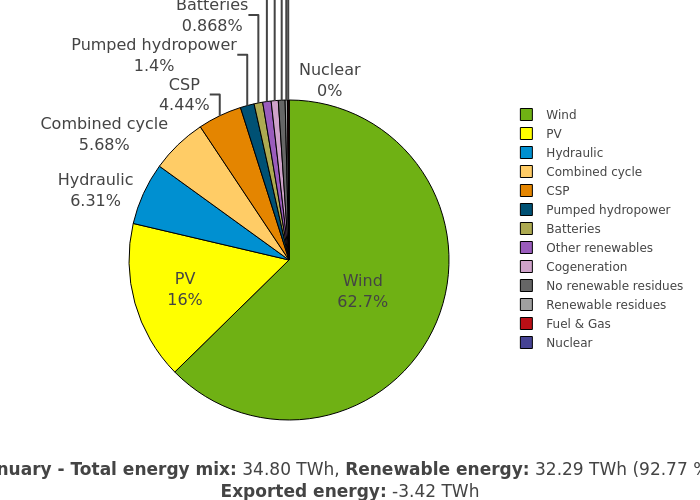 Batteries
0.868%
Pumped hydropower
1.4%
CSP
4.44%
Combined cycle
5.68%
Hydraulic
6.31%
Nuclear
0%
PV
16%
Wind
62.7%
Wind
PV
Hydraulic
Combined cycle
CSP
Pumped hydropower
Batteries
Other renewables
Cogeneration
No renewable residues
Renewable residues
Fuel & Gas
Nuclear
nuary - Total energy mix: 34.80 TWh, Renewable energy: 32.29 TWh (92.77 %
Exported energy: -3.42 TWh